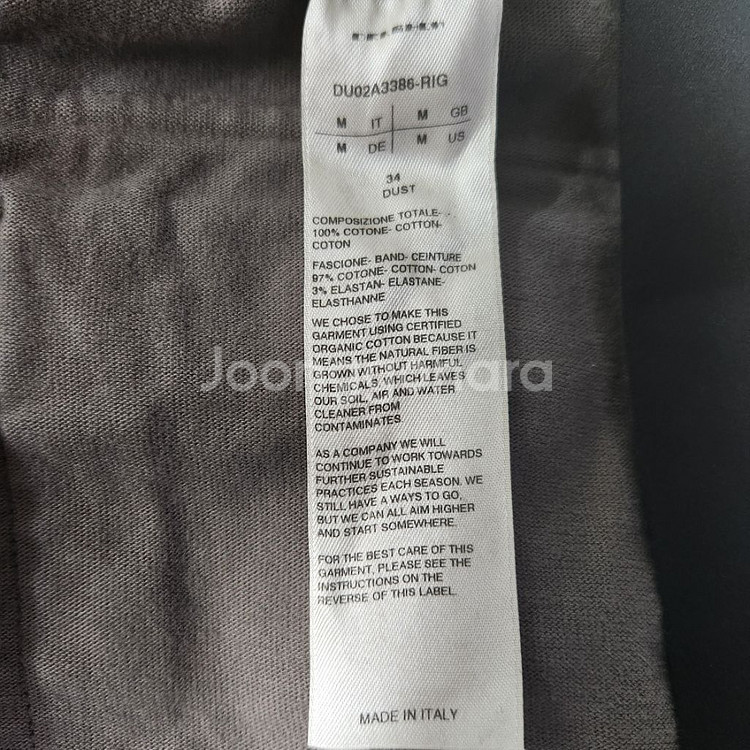 DU02A3386-RIG
M IT M GB
M DE M US
34
DUST
COMPOSIZIONE TOTALE-
100% COTONE- COTTON-
COTON
FASCIONE- BAND- CEINTURE
97% COTONE- COTTON- COTON
3% ELASTAN- ELASTANE-
ELASTHANNE
WE CHOSE TO MAKE THIS
GARMENT USING CERTIFIED
ORGANIC COTTON BECAUSE IT
MEANS THE NATURAL FIBER IS
GROWN WITHOUT HARMFUL
CHEMICALS, WHICH LEAVES
OUR SOIL, AIR AND WATER
CLEANER FROM
CONTAMINATES.
AS A COMPANY WE WILL
CONTINUE TO WORK TOWARDS
FURTHER SUSTAINABLE
PRACTICES EACH SEASON. WE
STILL HAVE A WAYS TO GO,
BUT WE CAN ALL AIM HIGHER
AND START SOMEWHERE.
FOR THE BEST CARE OF THIS
GARMENT, PLEASE SEE THE
INSTRUCTIONS ON THE
REVERSE OF THIS LABEL.
MADE IN ITALY